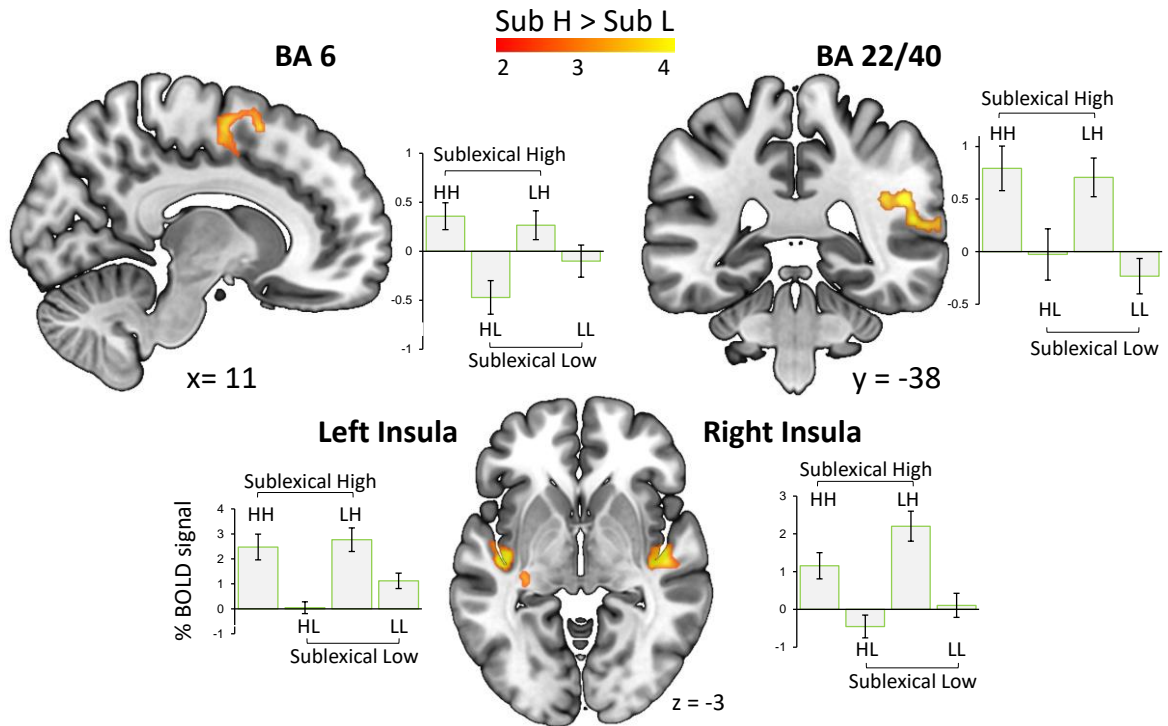 Sub H > Sub L
2 3 4
BA 6
BA 22/40
Sublexical High
HH LH
1
0.5
0
-0.5
-1
HL LL
Sublexical Low
x= 11
Sublexical High
HH LH
1
0.5
0
-0.5
HL LL
Sublexical Low
y = -38
Left Insula
Right Insula
Sublexical High
HH LH
% BOLD signal
4
3
2
1
0
-1
HL LL
Sublexical Low
z = -3
Sublexical High
HH LH
3
2
1
0
-1
HL LL
Sublexical Low